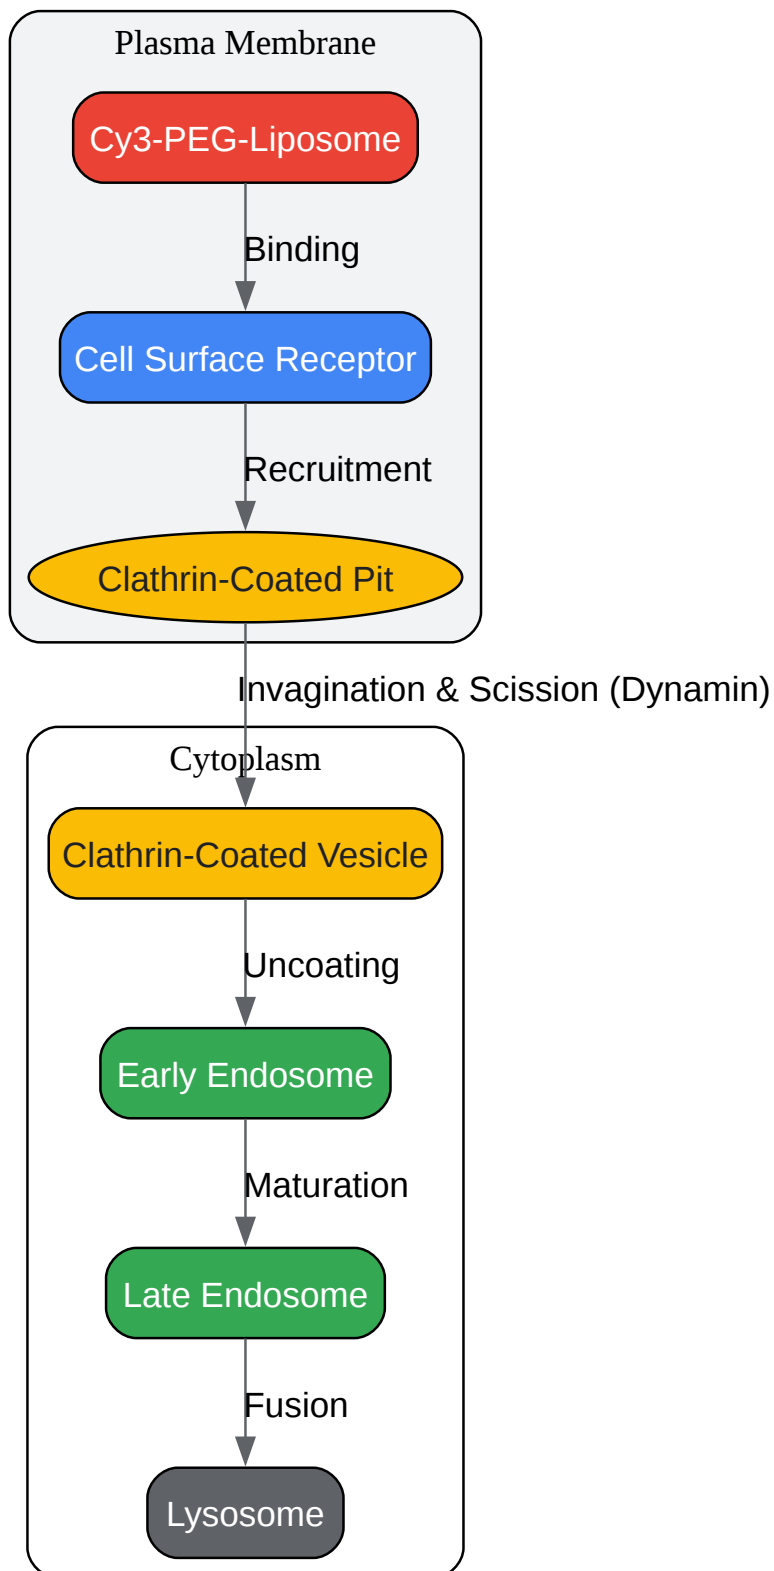 Plasma Membrane
Cy3-PEG-Liposome
Binding
Cell Surface Receptor
Recruitment
Clathrin-Coated Pit
Invagination & Scission (Dynamin)
Cytoplasm
Clathrin-Coated Vesicle
Uncoating
Early Endosome
Maturation
Late Endosome
Fusion
Lysosome